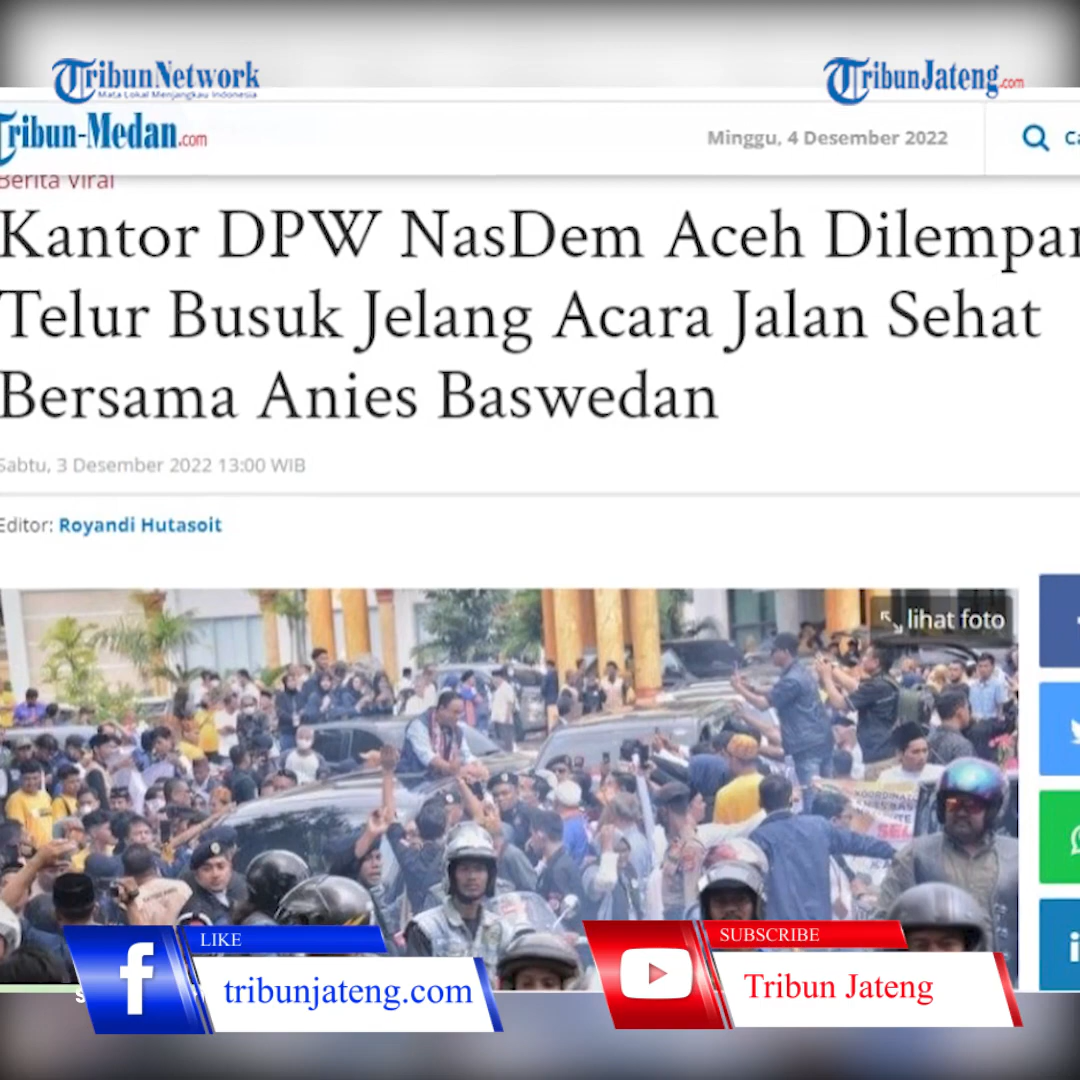 TribunNetwork
Mata Lokal Menjangkau Indonesia
TribunJateng.com
Tribun-Medan.com
Minggu, 4 Desember 2022
Ca
Berita Viral
Kantor DPW NasDem Aceh Dilempar
Telur Busuk Jelang Acara Jalan Sehat
Bersama Anies Baswedan
Sabtu, 3 Desember 2022 13:00 WIB
Editor: Royandi Hutasoit
lihat foto
LIKE
tribunjateng.com
SUBSCRIBE
Tribun Jateng